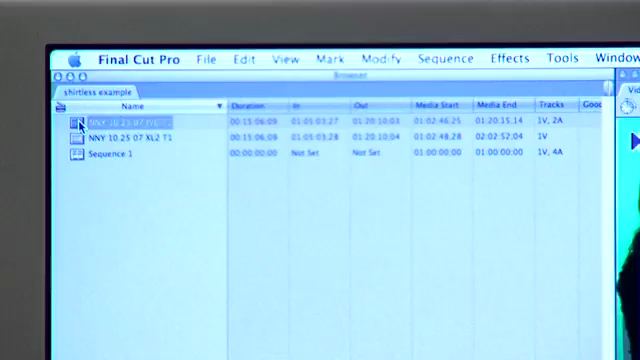 Final Cut Pro File Edit View Mark Modify Sequence Effects Tools Window
Browser
shirtless example
Name Duration In Out Media Start Media End Tracks Good
NNY 10.25 07 00:15:06:09 01:05:03:27 01:20:10:03 01:02:46:25 01:20:15:14 1V, 2A
NNY 10.25 07 XL2 T1 00:15:06:09 01:05:03:28 01:20:10:04 01:02:48:28 02:02:52:04 1V
Sequence 1 00:00:00:00 Not Set Not Set 01:00:00:00 01:00:00:00 1V, 4A